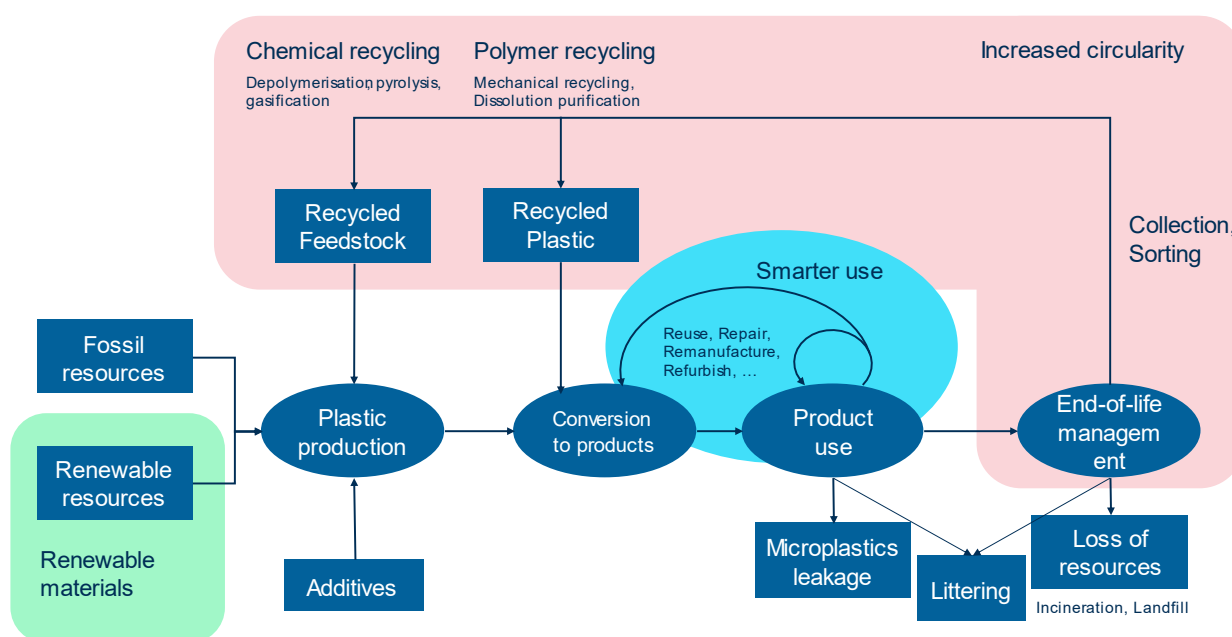 Chemical recycling
Depolymerisation, pyrolysis,
gasification
Polymer recycling
Mechanical recycling,
Dissolution purification
Increased circularity
Recycled
Feedstock
Recycled
Plastic
Collection,
Sorting
Smarter use
Reuse, Repair,
Remanufacture,
Refurbish, ...
Fossil
resources
Renewable
resources
Renewable
materials
Plastic
production
Conversion
to products
Product
use
End-of-life
managem
ent
Additives
Microplastics
leakage
Littering
Loss of
resources
Incineration, Landfill